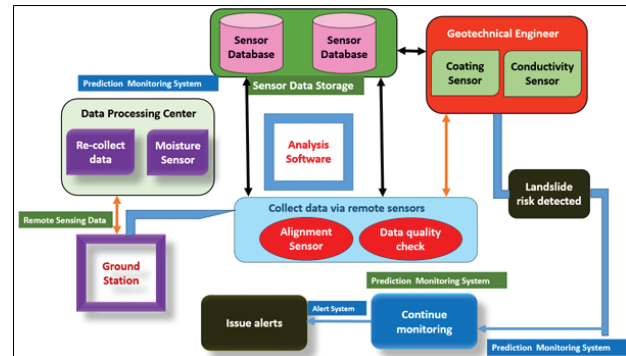 Sensor
Database
Sensor
Database
Sensor Data Storage
Geotechnical Engineer
Coating
Sensor
Conductivity
Sensor
Prediction Monitoring System
Data Processing Center
Re-collect
data
Moisture
Sensor
Analysis
Software
Landslide
risk detected
Remote Sensing Data
Collect data via remote sensors
Alignment
Sensor
Data quality
check
Ground
Station
Prediction Monitoring System
Issue alerts
Alert System
Continue
monitoring
Prediction Monitoring System